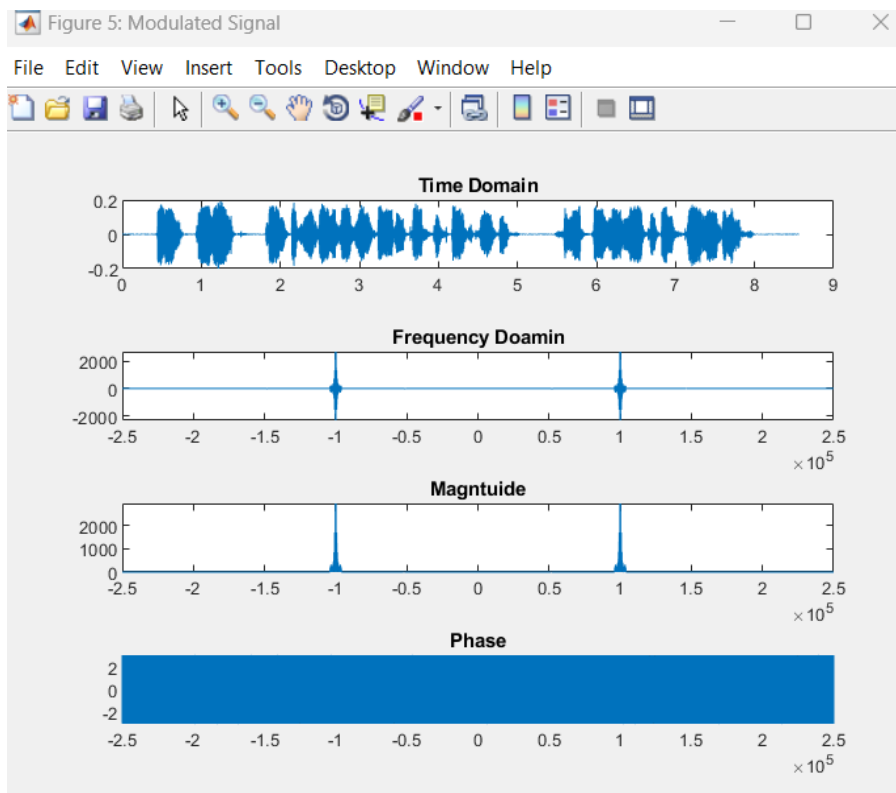 Figure 5: Modulated Signal
File Edit View Insert Tools Desktop Window Help
Time Domain
0.2
0
-0.2
0 1 2 3 4 5 6 7 8 9
Frequency Doamin
2000
0
-2000
-2.5 -2 -1.5 -1 -0.5 0 0.5 1 1.5 2 2.5
×10^5
Magntuide
2000
1000
0
-2.5 -2 -1.5 -1 -0.5 0 0.5 1 1.5 2 2.5
×10^5
Phase
2
0
-2
-2.5 -2 -1.5 -1 -0.5 0 0.5 1 1.5 2 2.5
×10^5